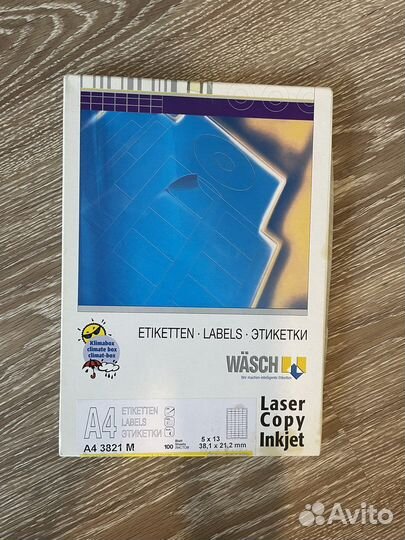 ETIKETTEN · LABELS · ЭТИКЕТКИ
Klimabox
climate box
climat-box
WÄSCH
Wir machen intelligente Etiketten.
A4
ETIKETTEN
LABELS
ЭТИКЕТКИ
A4 3821 M
100
ЛИСТОВ
5 x 13
38,1 x 21,2 mm
Laser
Copy
Inkjet
Avito